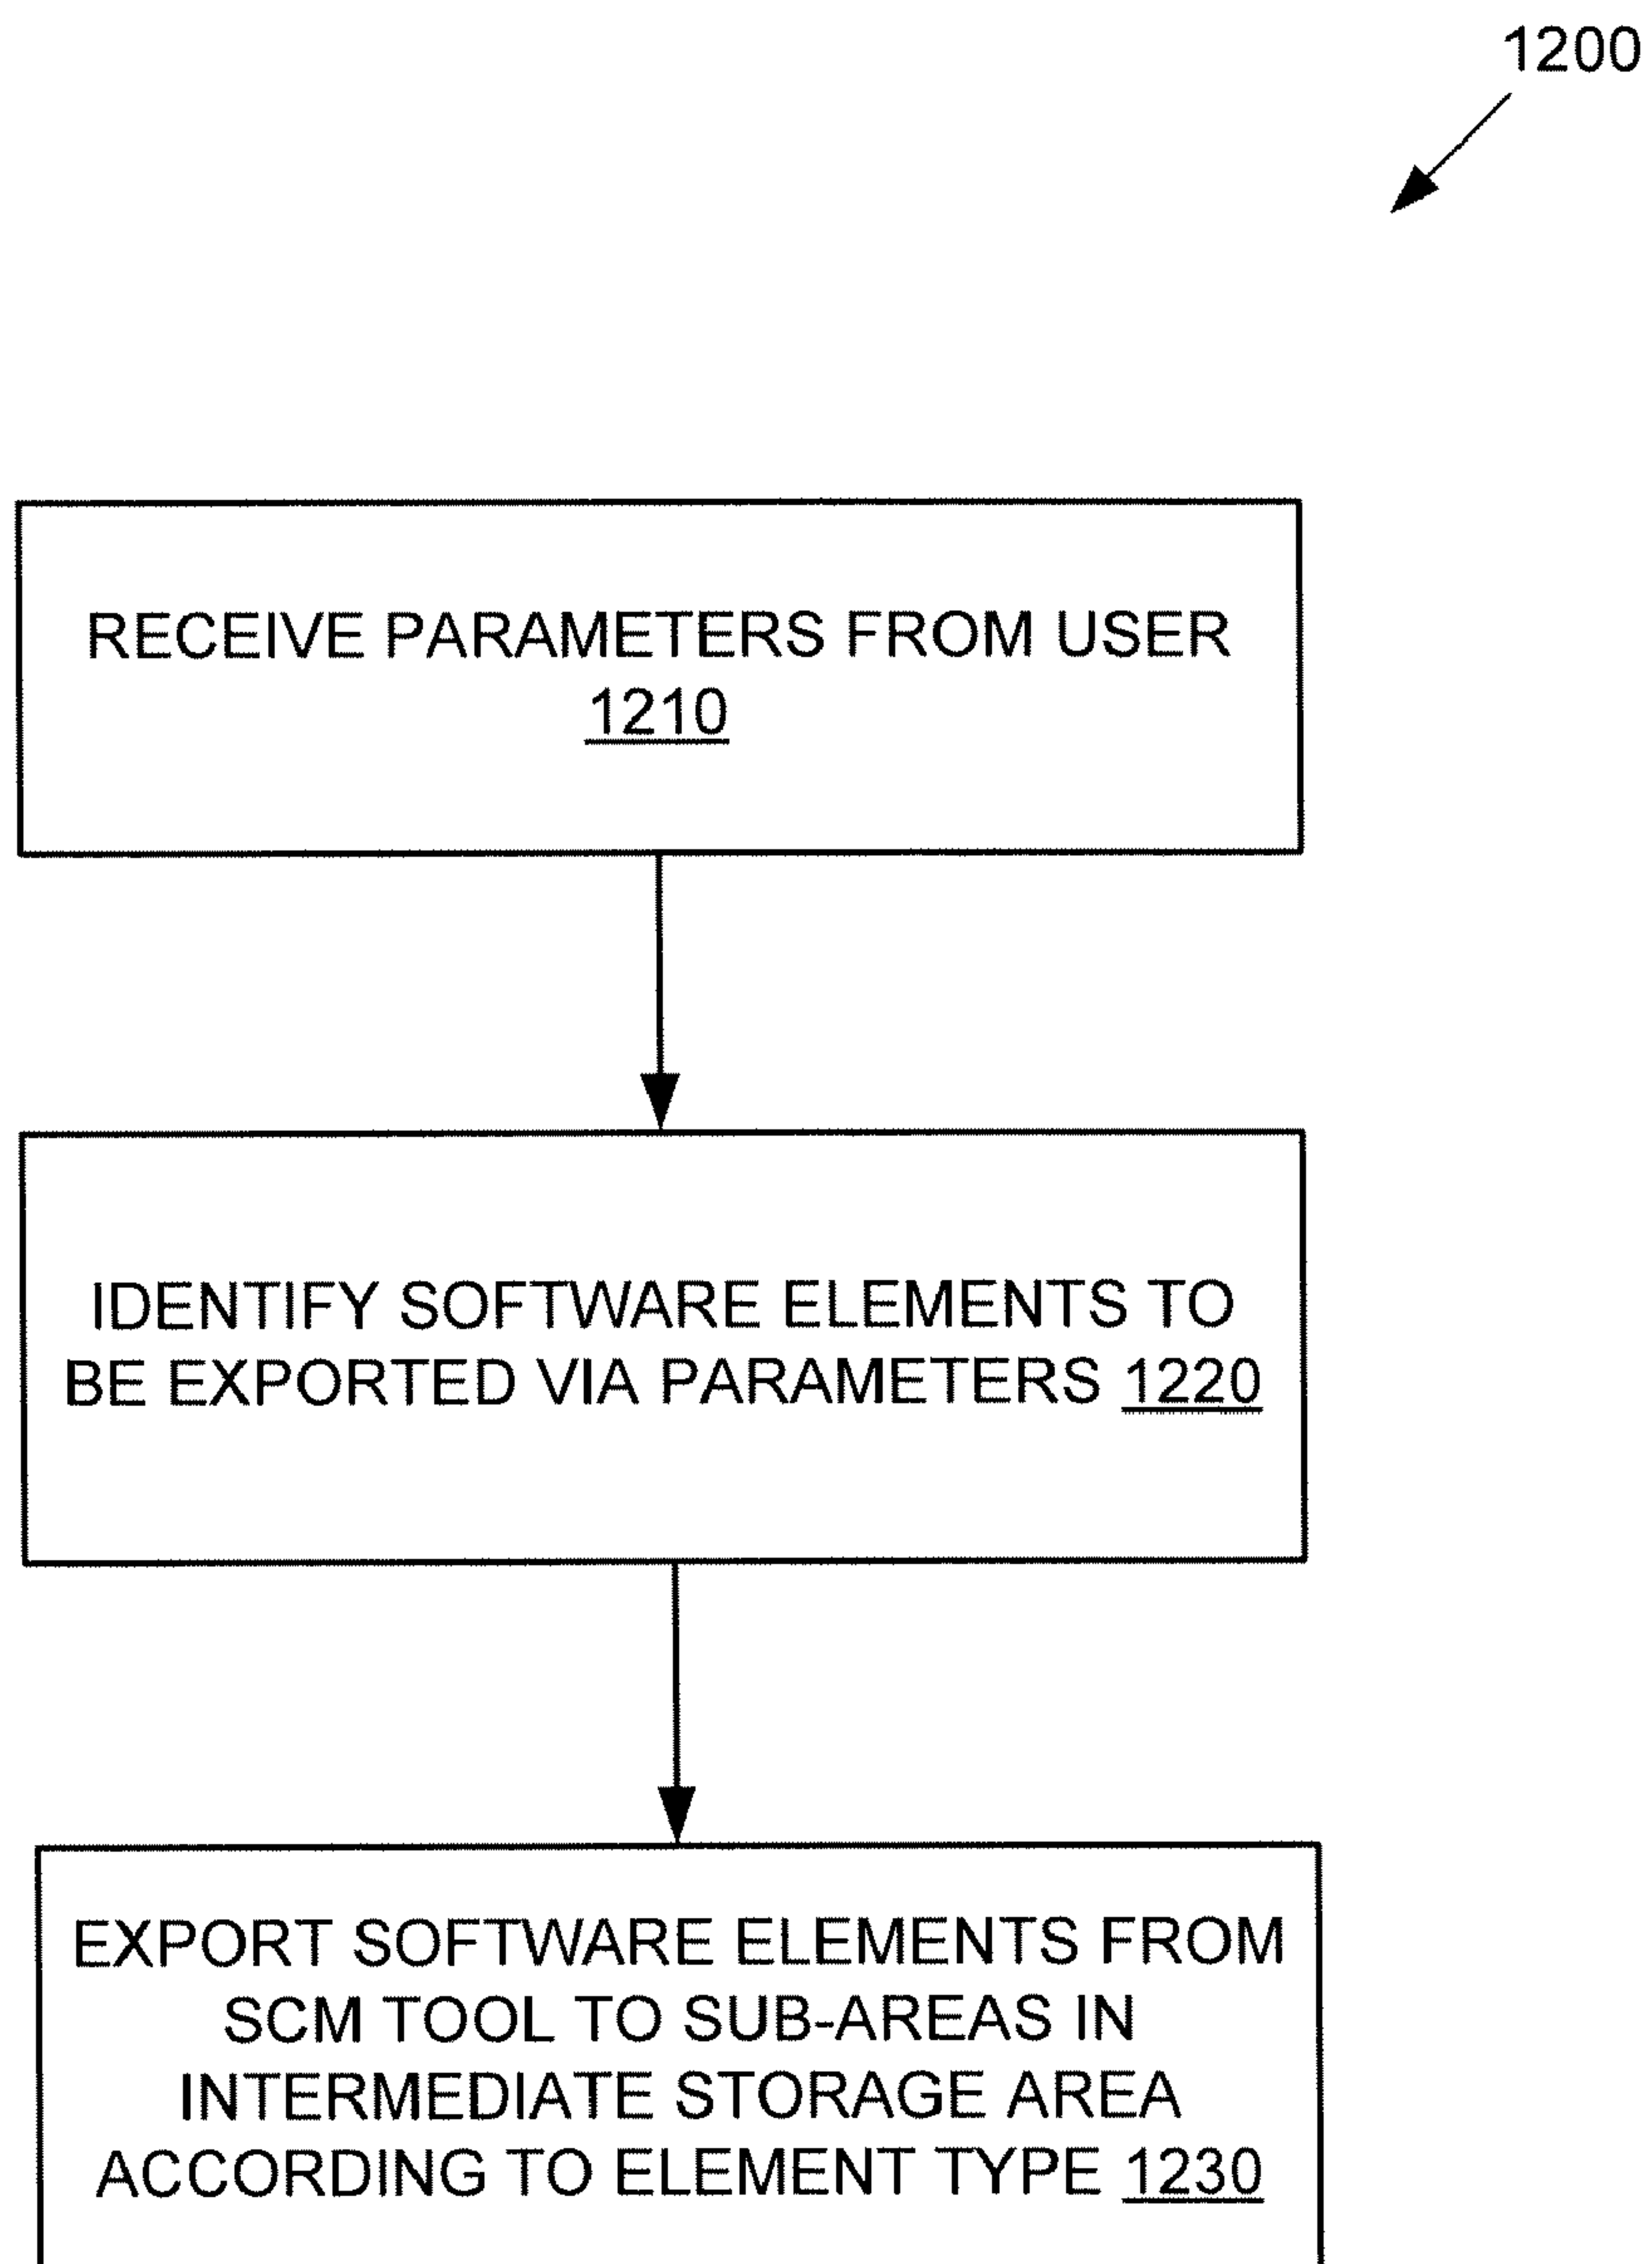 1200
RECEIVE PARAMETERS FROM USER
1210
IDENTIFY SOFTWARE ELEMENTS TO
BE EXPORTED VIA PARAMETERS 1220
EXPORT SOFTWARE ELEMENTS FROM
SCM TOOL TO SUB-AREAS IN
INTERMEDIATE STORAGE AREA
ACCORDING TO ELEMENT TYPE 1230